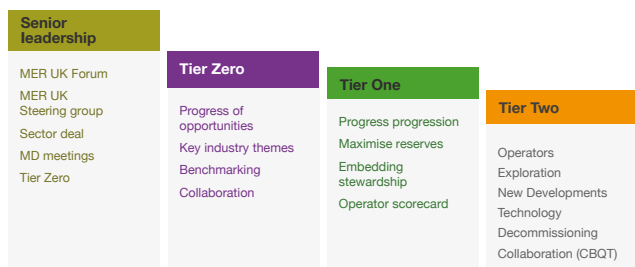 Senior
leadership
MER UK Forum
MER UK
Steering group
Sector deal
MD meetings
Tier Zero
Tier Zero
Progress of
opportunities
Key industry themes
Benchmarking
Collaboration
Tier One
Progress progression
Maximise reserves
Embedding
stewardship
Operator scorecard
Tier Two
Operators
Exploration
New Developments
Technology
Decommissioning
Collaboration (CBQT)